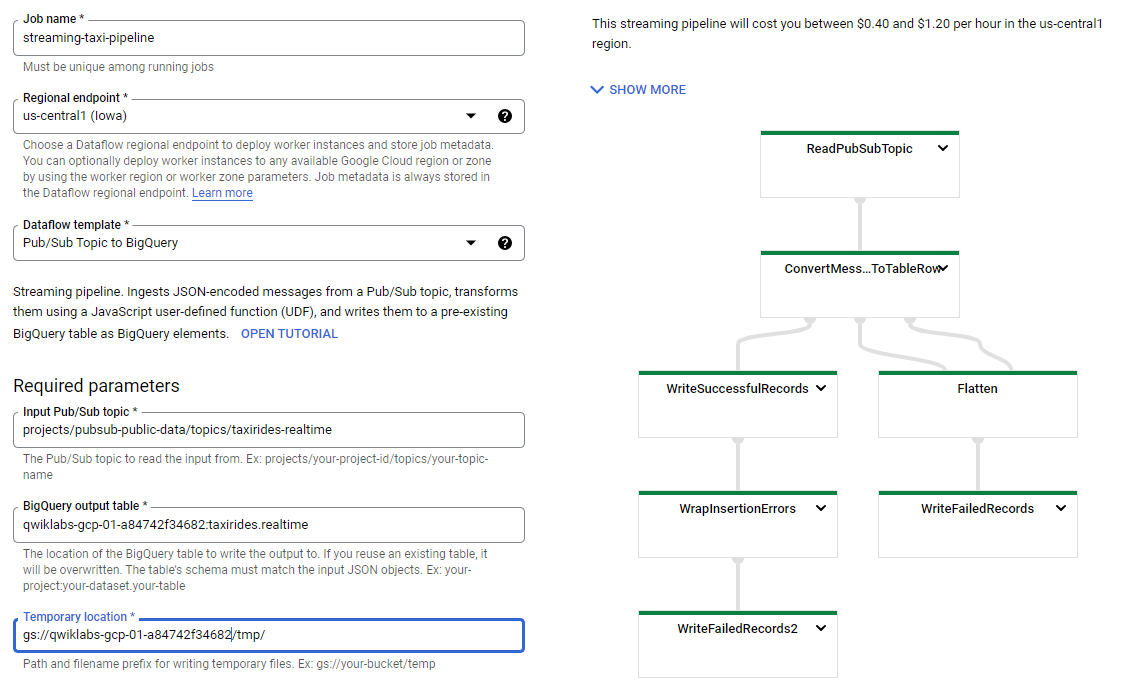 Job name *
streaming-taxi-pipeline
Must be unique among running jobs
Regional endpoint *
us-central1 (Iowa)
Choose a Dataflow regional endpoint to deploy worker instances and store job metadata.
You can optionally deploy worker instances to any available Google Cloud region or zone
by using the worker region or worker zone parameters. Job metadata is always stored in
the Dataflow regional endpoint. Learn more
Dataflow template *
Pub/Sub Topic to BigQuery
Streaming pipeline. Ingests JSON-encoded messages from a Pub/Sub topic, transforms
them using a JavaScript user-defined function (UDF), and writes them to a pre-existing
BigQuery table as BigQuery elements. OPEN TUTORIAL
Required parameters
Input Pub/Sub topic *
projects/pubsub-public-data/topics/taxirides-realtime
The Pub/Sub topic to read the input from. Ex: projects/your-project-id/topics/your-topic-
name
BigQuery output table *
qwiklabs-gcp-01-a84742f34682:taxirides.realtime
The location of the BigQuery table to write the output to. If you reuse an existing table, it
will be overwritten. The table's schema must match the input JSON objects. Ex: your-
project:your-dataset.your-table
Temporary location *
gs://qwiklabs-gcp-01-a84742f34682/tmp/
Path and filename prefix for writing temporary files. Ex: gs://your-bucket/temp
This streaming pipeline will cost you between $0.40 and $1.20 per hour in the us-central1
region.
SHOW MORE
ReadPubSubTopic
ConvertMess...ToTableRow
WriteSuccessfulRecords
Flatten
WrapInsertionErrors
WriteFailedRecords
WriteFailedRecords2